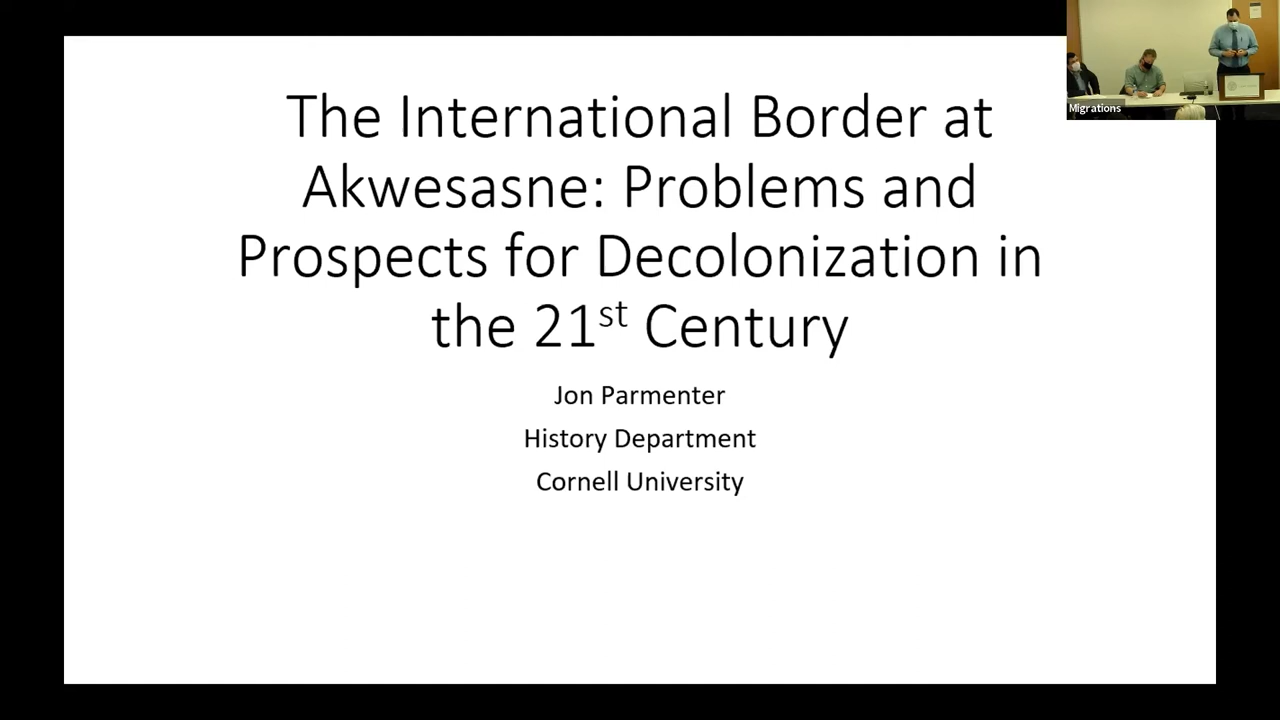 The International Border at
Akwesasne: Problems and
Prospects for Decolonization in
the 21st Century
Jon Parmenter
History Department
Cornell University
Migrations